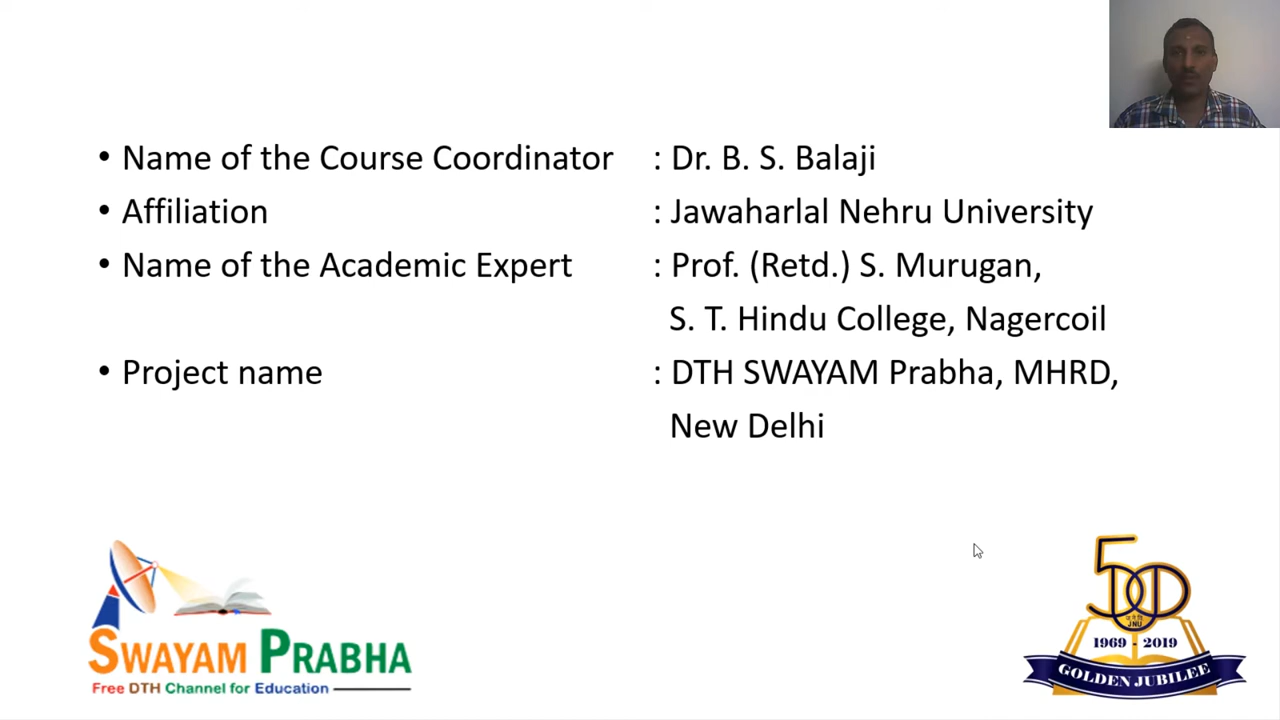 • Name of the Course Coordinator : Dr. B. S. Balaji
• Affiliation : Jawaharlal Nehru University
• Name of the Academic Expert : Prof. (Retd.) S. Murugan,
S. T. Hindu College, Nagercoil
• Project name : DTH SWAYAM Prabha, MHRD,
New Delhi
SWAYAM PRABHA
Free DTH Channel for Education
50
JNU
1969 - 2019
GOLDEN JUBILEE